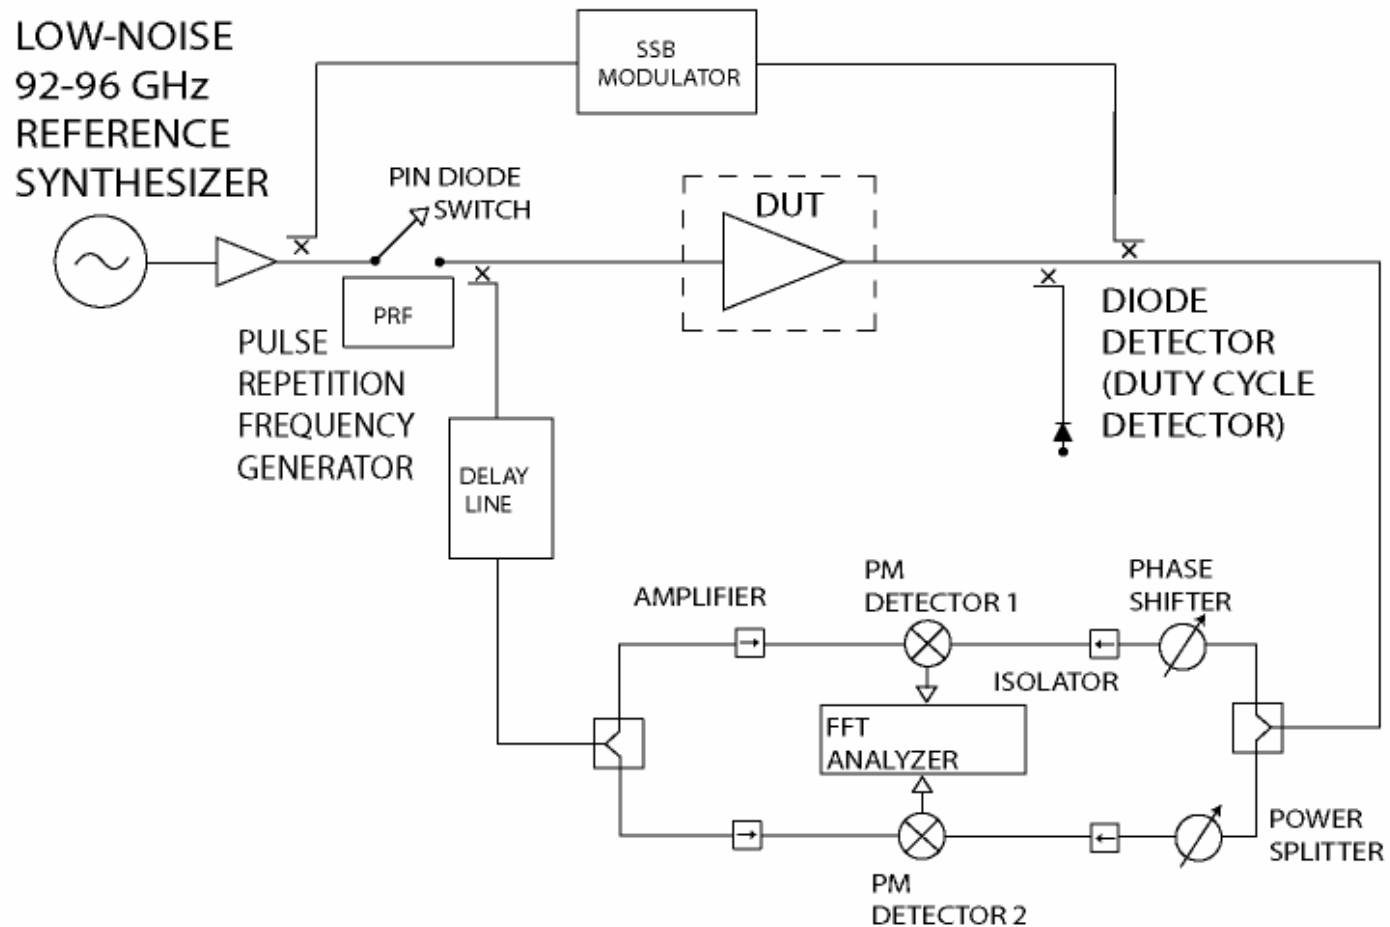 LOW-NOISE
92-96 GHz
REFERENCE
SYNTHESIZER
SSB
MODULATOR
PIN DIODE
SWITCH
DUT
PRF
PULSE
REPETITION
FREQUENCY
GENERATOR
DIODE
DETECTOR
(DUTY CYCLE
DETECTOR)
DELAY
LINE
AMPLIFIER
PM
DETECTOR 1
PHASE
SHIFTER
ISOLATOR
FFT
ANALYZER
POWER
SPLITTER
PM
DETECTOR 2